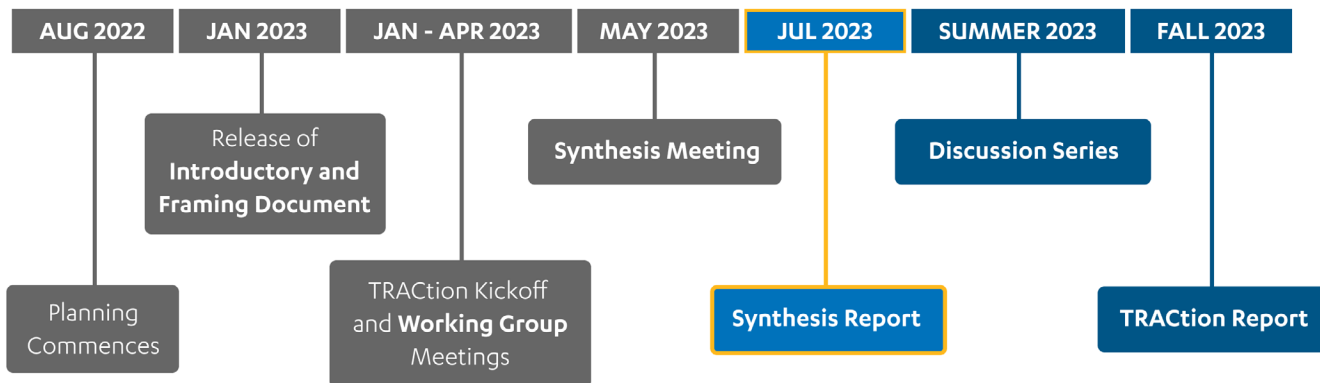 AUG 2022
JAN 2023
JAN - APR 2023
MAY 2023
JUL 2023
SUMMER 2023
FALL 2023
Release of
Introductory and
Framing Document
Synthesis Meeting
Discussion Series
Planning
Commences
TRACtion Kickoff
and Working Group
Meetings
Synthesis Report
TRACtion Report